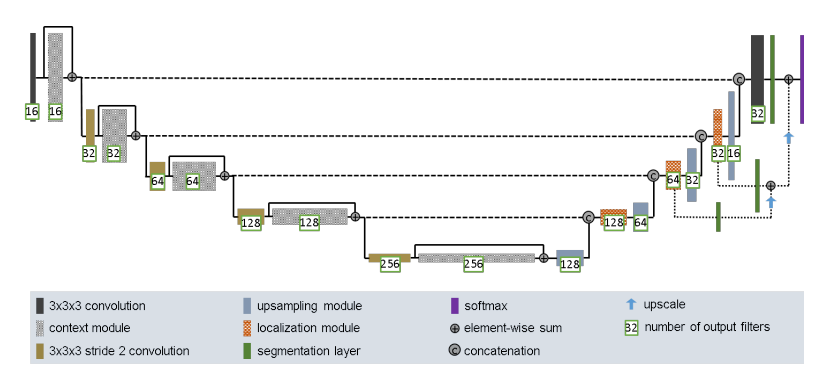 C
16 16 32
C
32 32 32 16
C
64 64 64 32
C
128 128 128 64
256 256 128
3x3x3 convolution
context module
3x3x3 stride 2 convolution
upsampling module
localization module
segmentation layer
softmax
element-wise sum
C concatenation
upscale
32 number of output filters